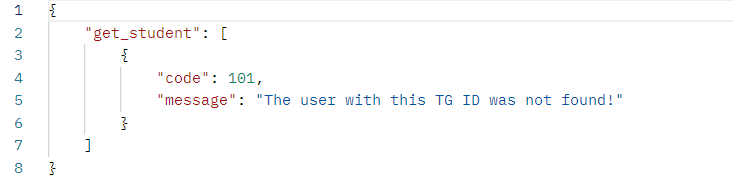 1 {
2 "get_student": [
3 {
4 "code": 101,
5 "message": "The user with this TG ID was not found!"
6 }
7 ]
8 }